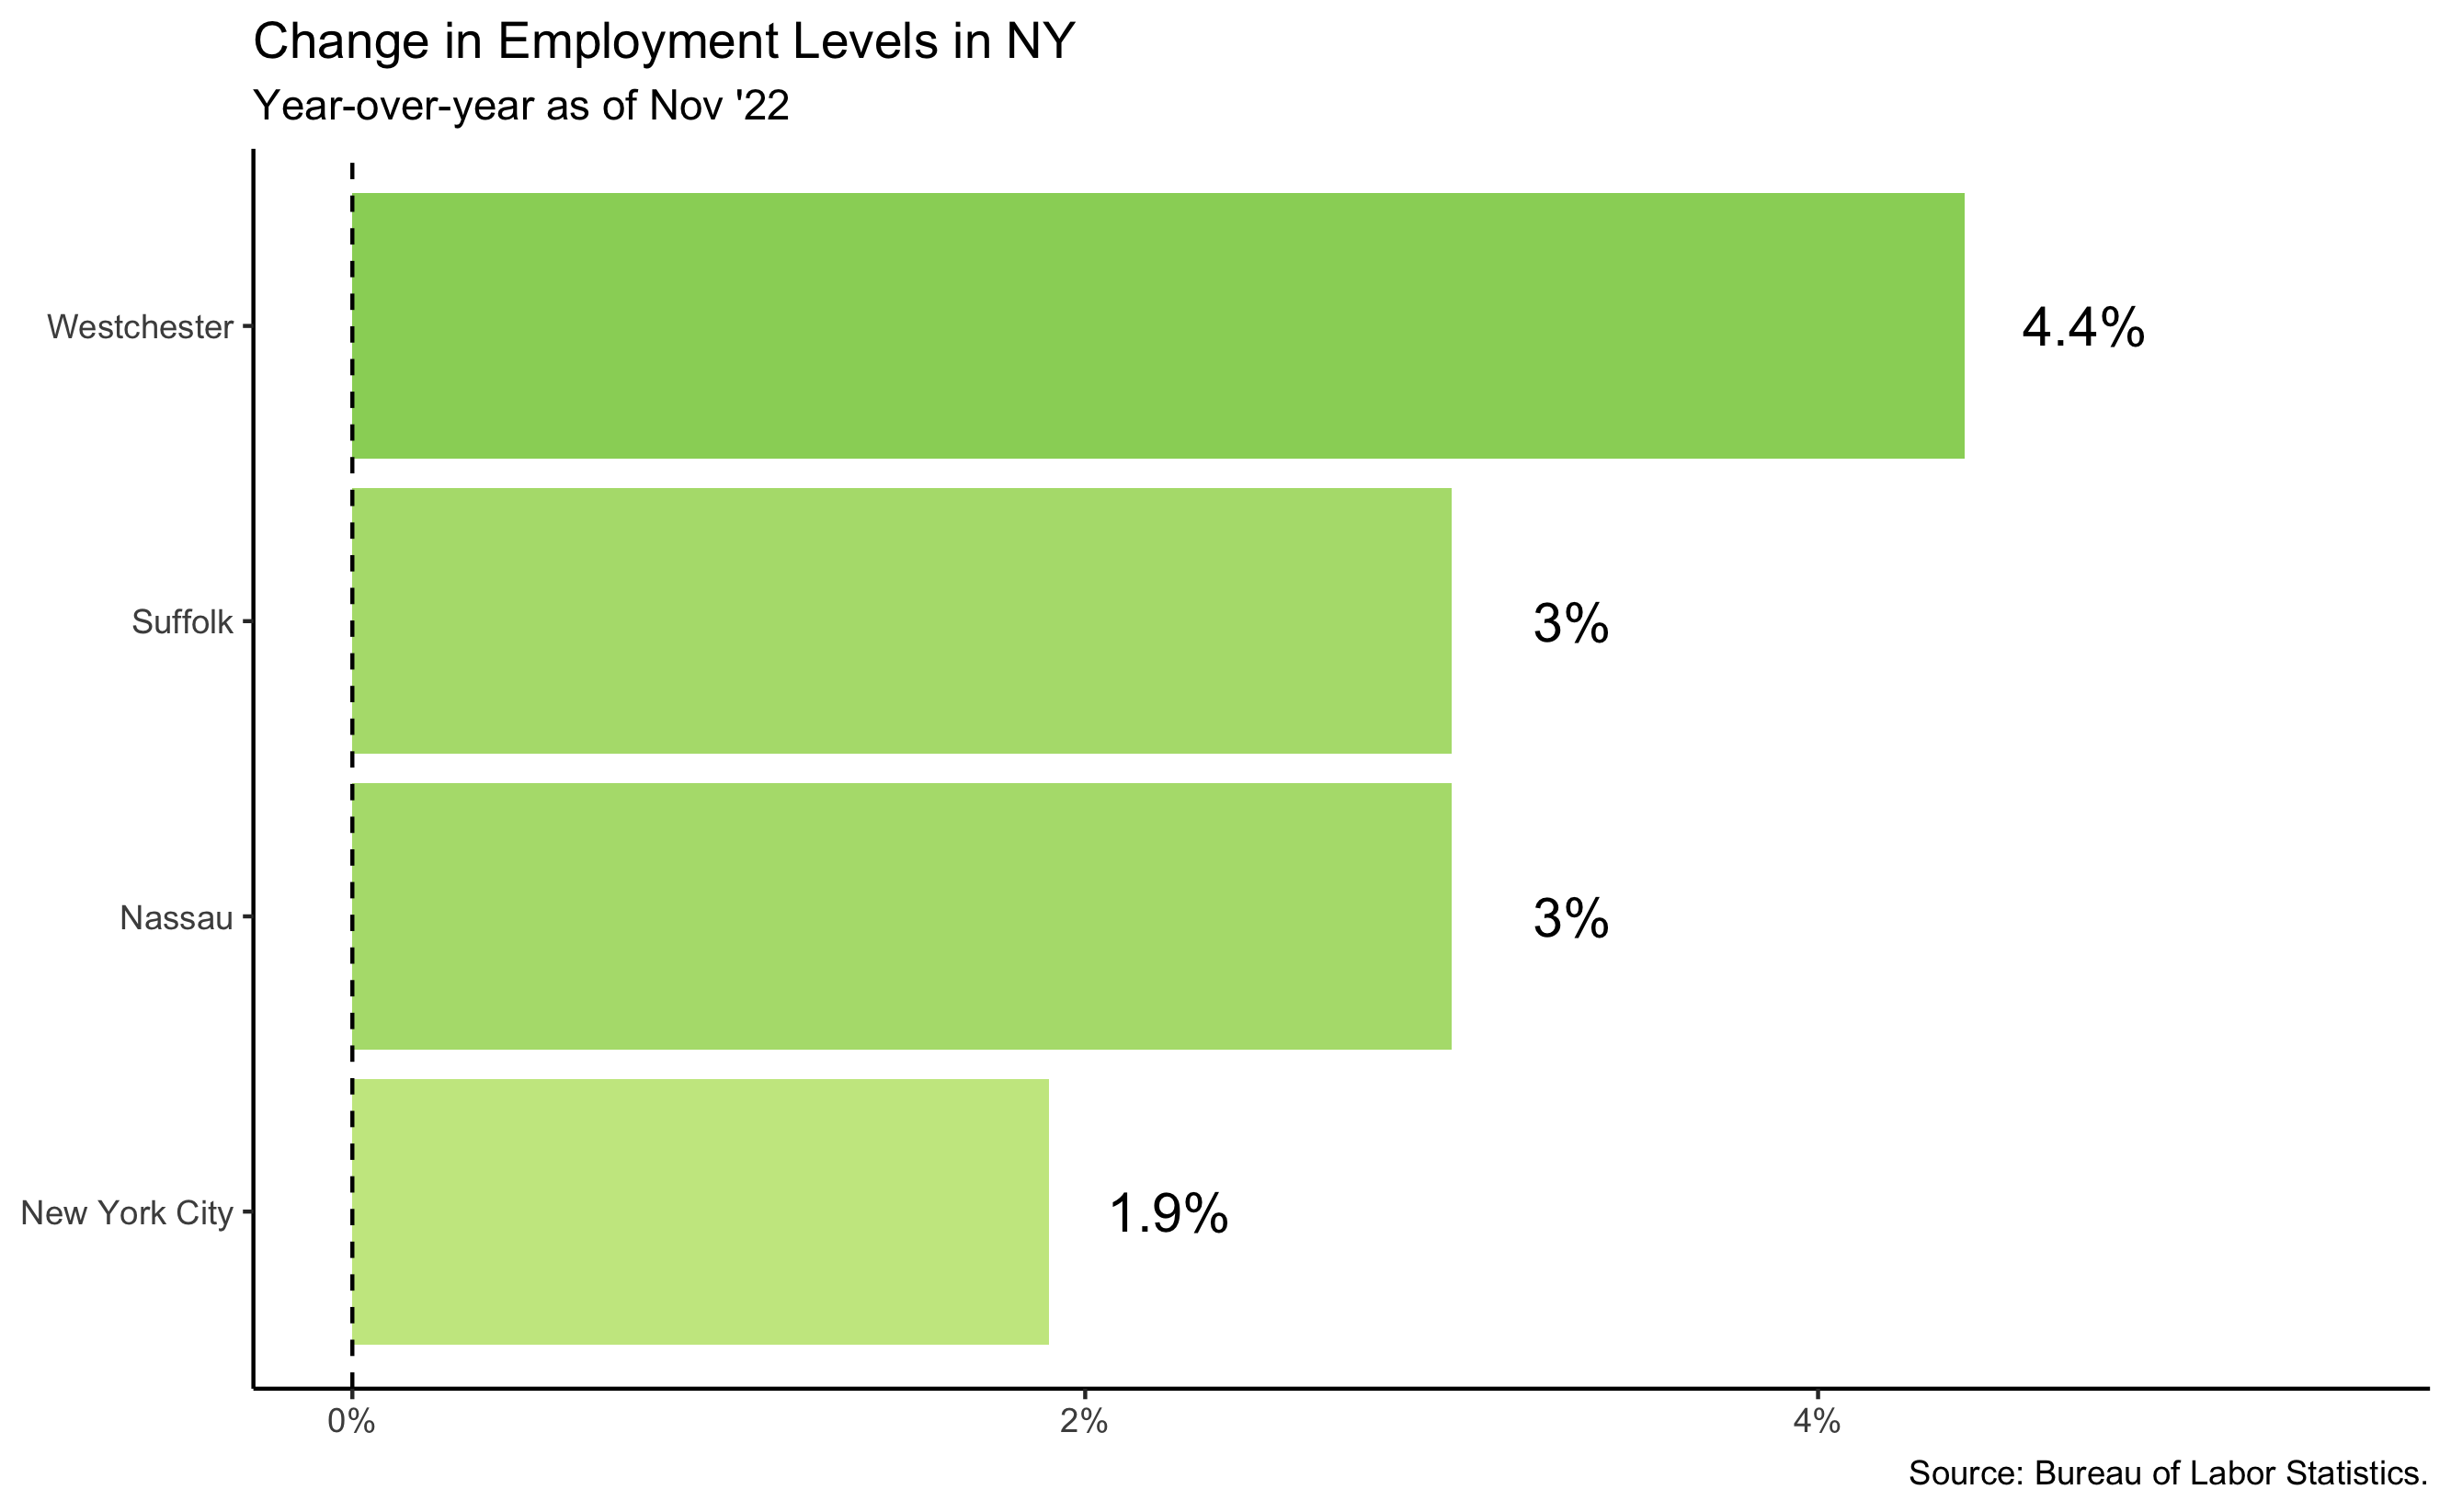 Change in Employment Levels in NY
Year-over-year as of Nov '22
Westchester
4.4%
Suffolk
3%
Nassau
3%
New York City
1.9%
0%
2%
4%
Source: Bureau of Labor Statistics.